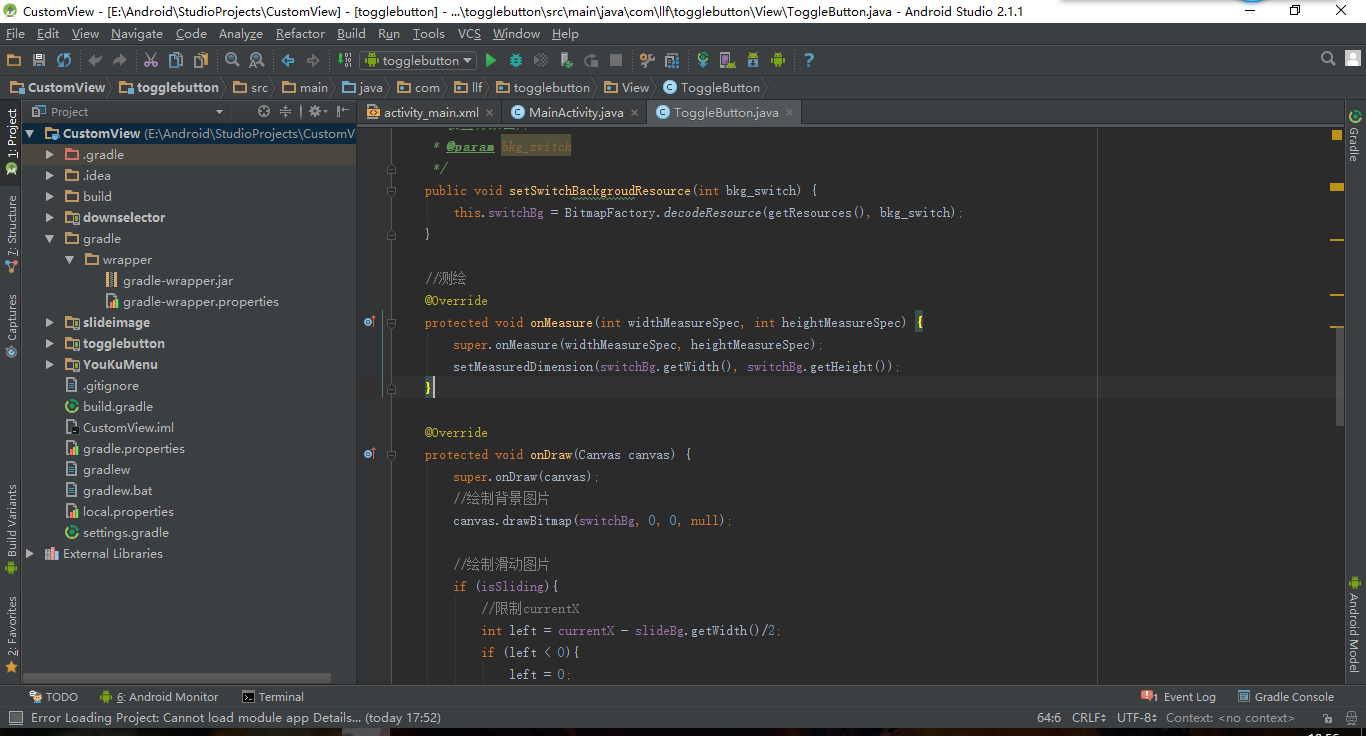 CustomView - [E:\Android\StudioProjects\CustomView] - [togglebutton] - ...\togglebutton\src\main\java\com\llf\togglebutton\View\ToggleButton.java - Android Studio 2.1.1
File Edit View Navigate Code Analyze Refactor Build Run Tools VCS Window Help
togglebutton
CustomView togglebutton src main java com llf togglebutton View ToggleButton
Project
activity_main.xml MainActivity.java ToggleButton.java
1: Project
7: Structure
Captures
Build Variants
2: Favorites
CustomView (E:\Android\StudioProjects\CustomV
.gradle
.idea
build
downselector
gradle
wrapper
gradle-wrapper.jar
gradle-wrapper.properties
slideimage
togglebutton
YouKuMenu
.gitignore
build.gradle
CustomView.iml
gradle.properties
gradlew
gradlew.bat
local.properties
settings.gradle
External Libraries
* @param bkg_switch
*/
public void setSwitchBackgroudResource(int bkg_switch) {
this.switchBg = BitmapFactory.decodeResource(getResources(), bkg_switch);
}
//测绘
@Override
protected void onMeasure(int widthMeasureSpec, int heightMeasureSpec) {
super.onMeasure(widthMeasureSpec, heightMeasureSpec);
setMeasuredDimension(switchBg.getWidth(), switchBg.getHeight());
}
@Override
protected void onDraw(Canvas canvas) {
super.onDraw(canvas);
//绘制背景图片
canvas.drawBitmap(switchBg, 0, 0, null);
//绘制滑动图片
if (isSliding){
//限制currentX
int left = currentX - slideBg.getWidth()/2;
if (left < 0){
left = 0;
Gradle
Android Model
TODO 6: Android Monitor Terminal 1 Event Log Gradle Console
Error Loading Project: Cannot load module app Details... (today 17:52) 64:6 CRLF UTF-8 Context: <no context>